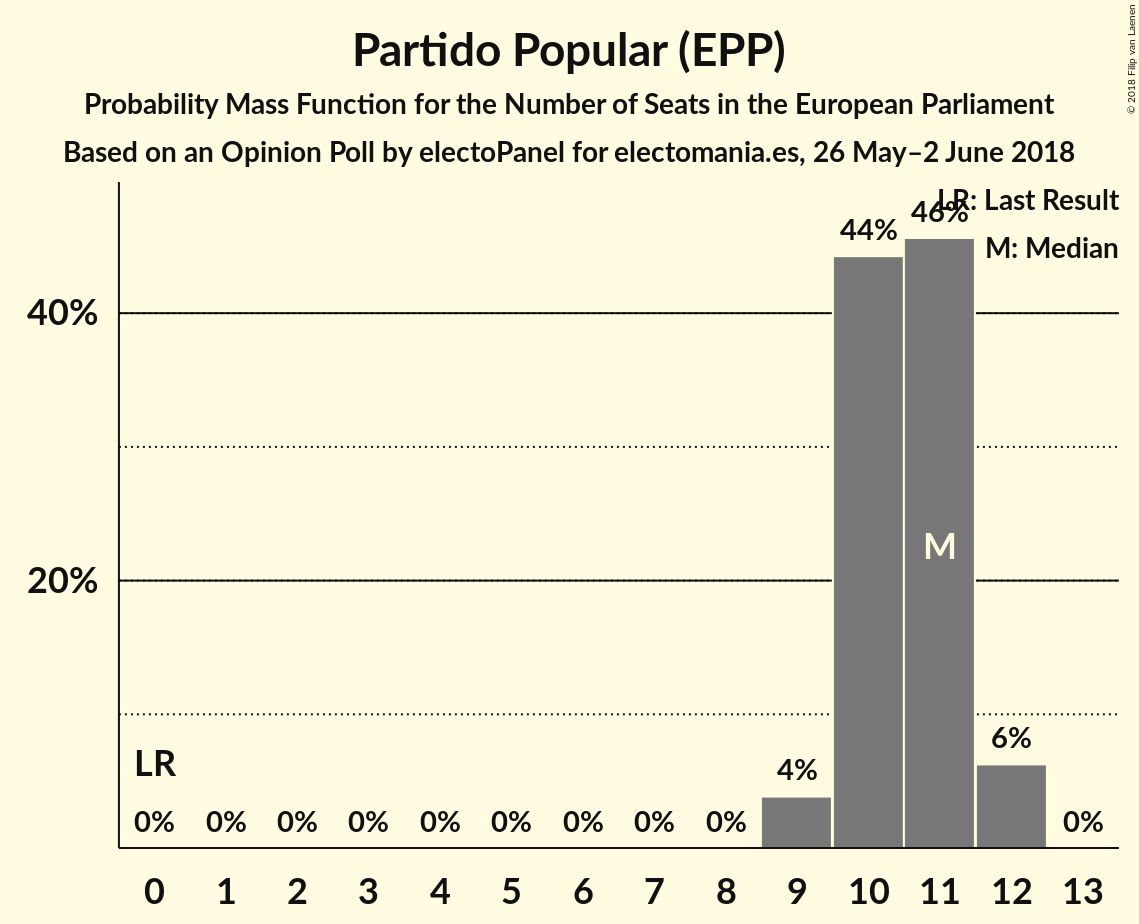 Partido Popular (EPP)
Probability Mass Function for the Number of Seats in the European Parliament
Based on an Opinion Poll by electoPanel for electomania.es, 26 May–2 June 2018
© 2018 Filip van Laenen
LR: Last Result
M: Median
44% 46%
40%
20%
M
LR
0% 0% 0% 0% 0% 0% 0% 0% 0% 4% 6% 0%
0 1 2 3 4 5 6 7 8 9 10 11 12 13